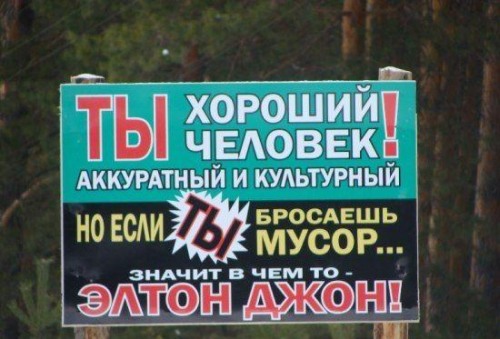 ТЫ ХОРОШИЙ
ЧЕЛОВЕК!
АККУРАТНЫЙ И КУЛЬТУРНЫЙ
НО ЕСЛИ ТЫ БРОСАЕШЬ
МУСОР...
ЗНАЧИТ В ЧЕМ ТО -
ЭЛТОН ДЖОН!